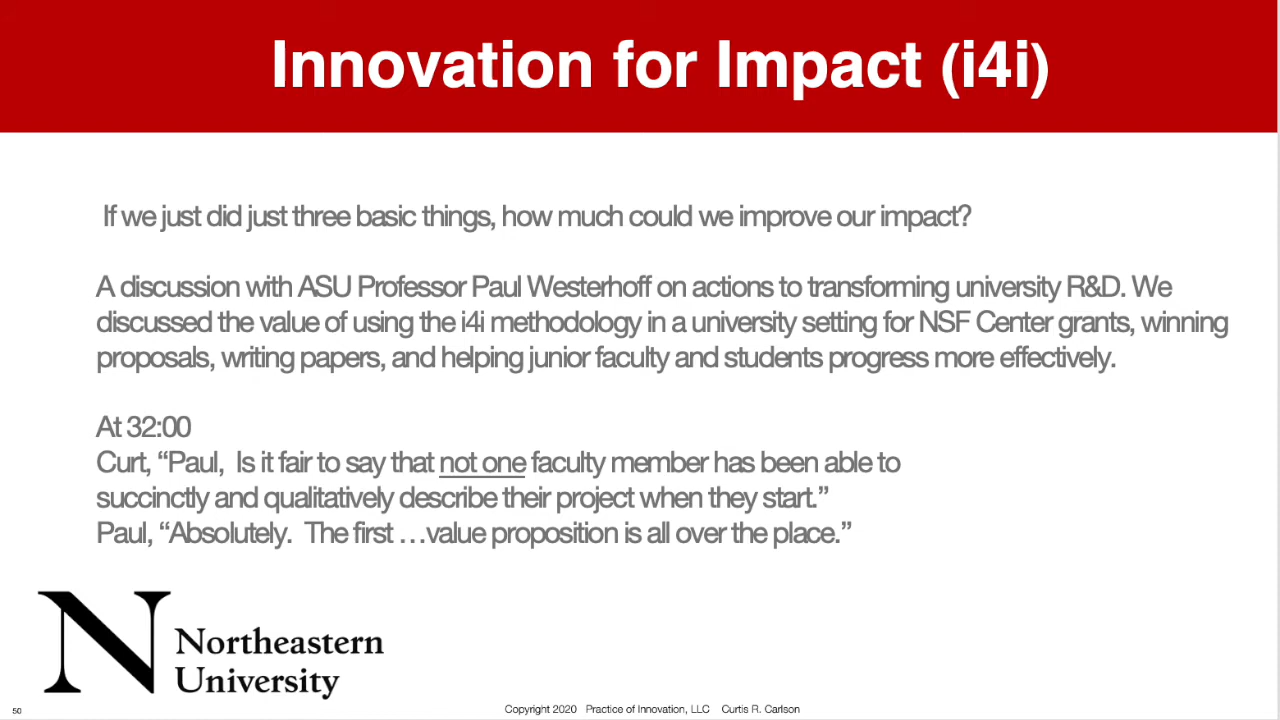 Innovation for Impact (i4i)
If we just did just three basic things, how much could we improve our impact?
A discussion with ASU Professor Paul Westerhoff on actions to transforming university R&D. We
discussed the value of using the i4i methodology in a university setting for NSF Center grants, winning
proposals, writing papers, and helping junior faculty and students progress more effectively.
At 32:00
Curt, “Paul,  Is it fair to say that not one faculty member has been able to
succinctly and qualitatively describe their project when they start.”
Paul, “Absolutely.  The first …value proposition is all over the place.”
N
Northeastern
University
50
Copyright 2020   Practice of Innovation, LLC    Curtis R. Carlson